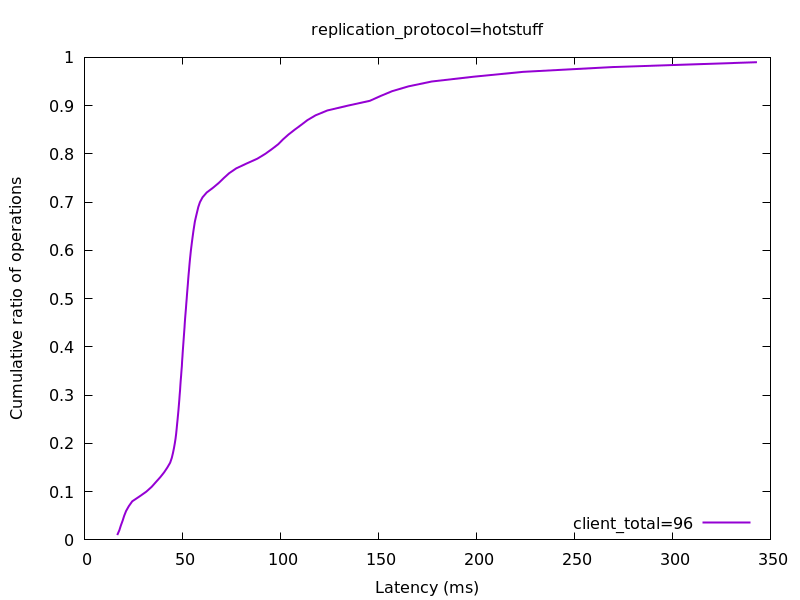 replication_protocol=hotstuff
1
0.9
0.8
0.7
0.6
0.5
0.4
0.3
0.2
0.1
0
Cumulative ratio of operations
client_total=96
0 50 100 150 200 250 300 350
Latency (ms)